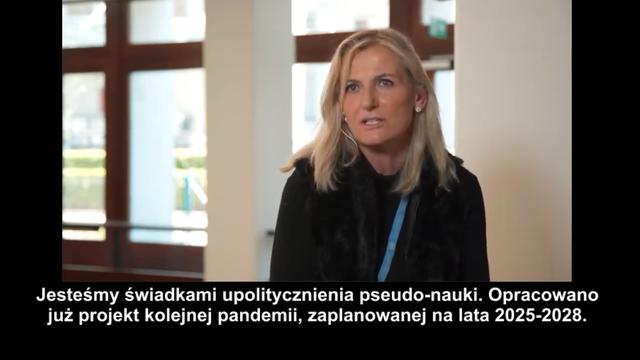 Jesteśmy świadkami upolitycznienia pseudo-nauki. Opracowano
już projekt kolejnej pandemii, zaplanowanej na lata 2025-2028.